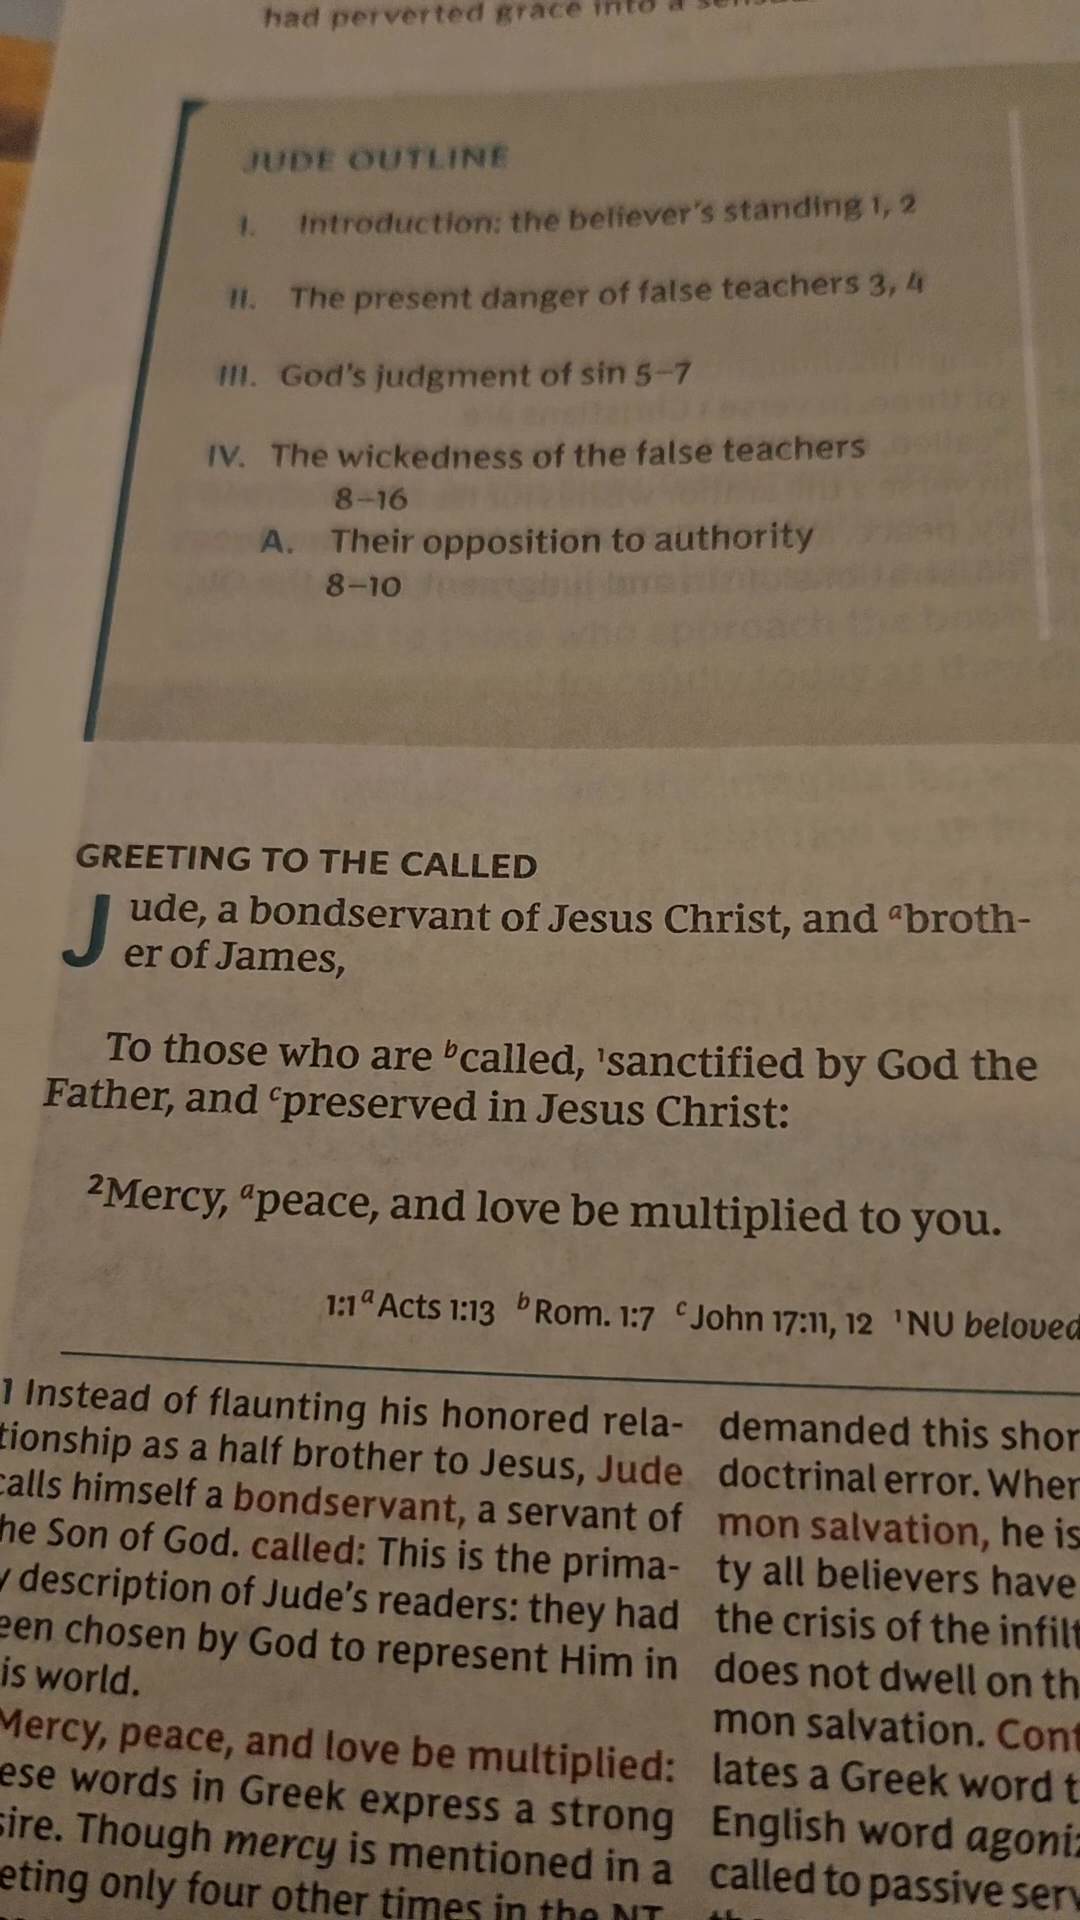 had perverted grace into a
JUDE OUTLINE
I. Introduction: the believer's standing 1, 2
II. The present danger of false teachers 3, 4
III. God's judgment of sin 5–7
IV. The wickedness of the false teachers
8–16
A. Their opposition to authority
8–10
GREETING TO THE CALLED
Jude, a bondservant of Jesus Christ, and ᵃbroth-
er of James,
To those who are ᵇcalled, ¹sanctified by God the
Father, and ᶜpreserved in Jesus Christ:
²Mercy, ᵃpeace, and love be multiplied to you.
1:1 ᵃ Acts 1:13 ᵇ Rom. 1:7 ᶜ John 17:11, 12 ¹NU beloved
1 Instead of flaunting his honored rela-
tionship as a half brother to Jesus, Jude
calls himself a bondservant, a servant of
he Son of God. called: This is the prima-
y description of Jude's readers: they had
een chosen by God to represent Him in
is world.
Mercy, peace, and love be multiplied:
ese words in Greek express a strong
sire. Though mercy is mentioned in a
eting only four other times in the NT
demanded this shor
doctrinal error. When
mon salvation, he is
ty all believers have
the crisis of the infilt
does not dwell on th
mon salvation. Cont
lates a Greek word t
English word agoniz
called to passive serv